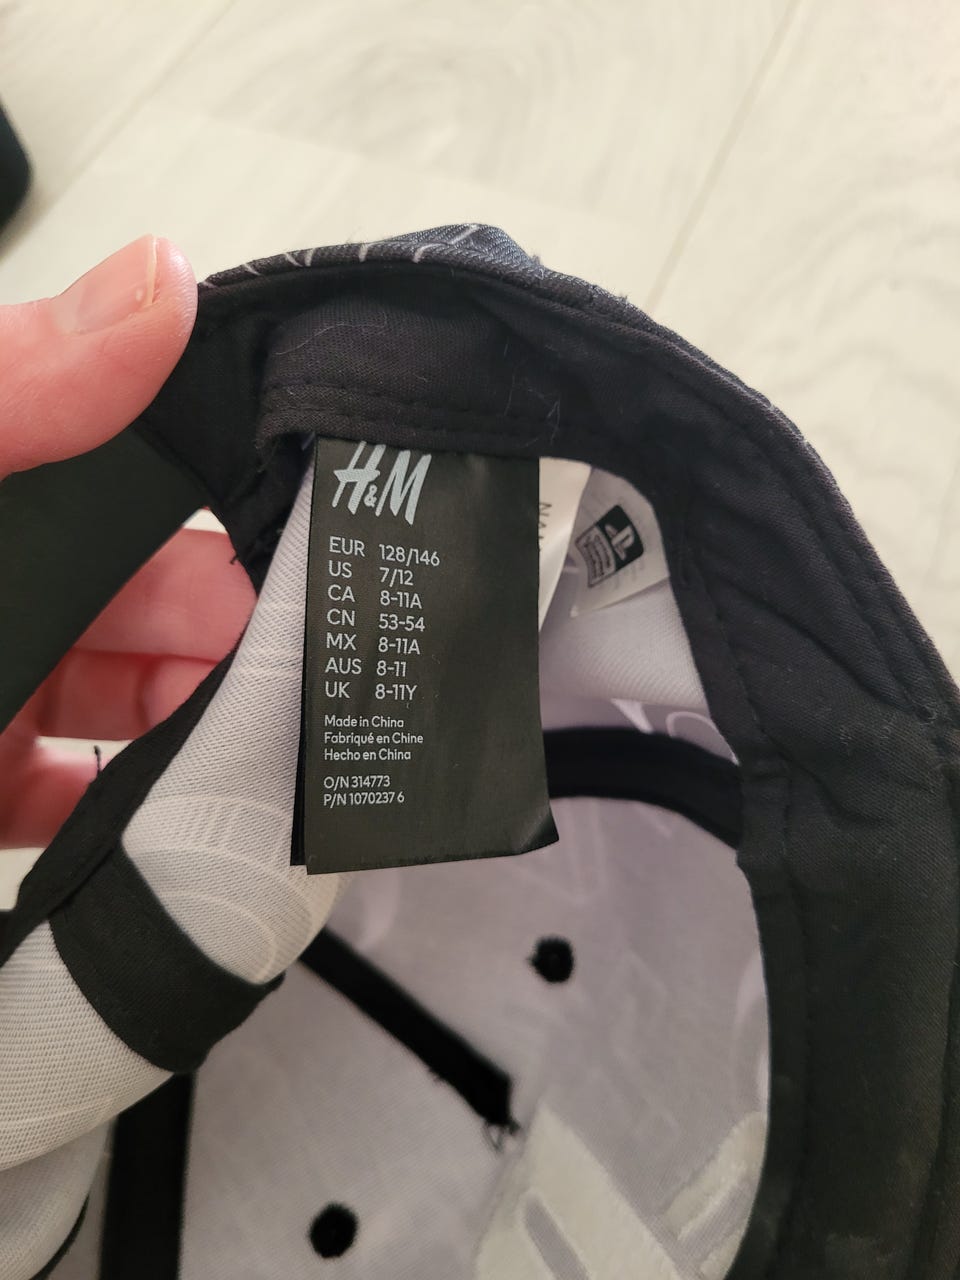 H&M
EUR 128/146
US 7/12
CA 8-11A
CN 53-54
MX 8-11A
AUS 8-11
UK 8-11Y
Made in China
Fabriqué en Chine
Hecho en China
O/N 314773
P/N 1070237 6